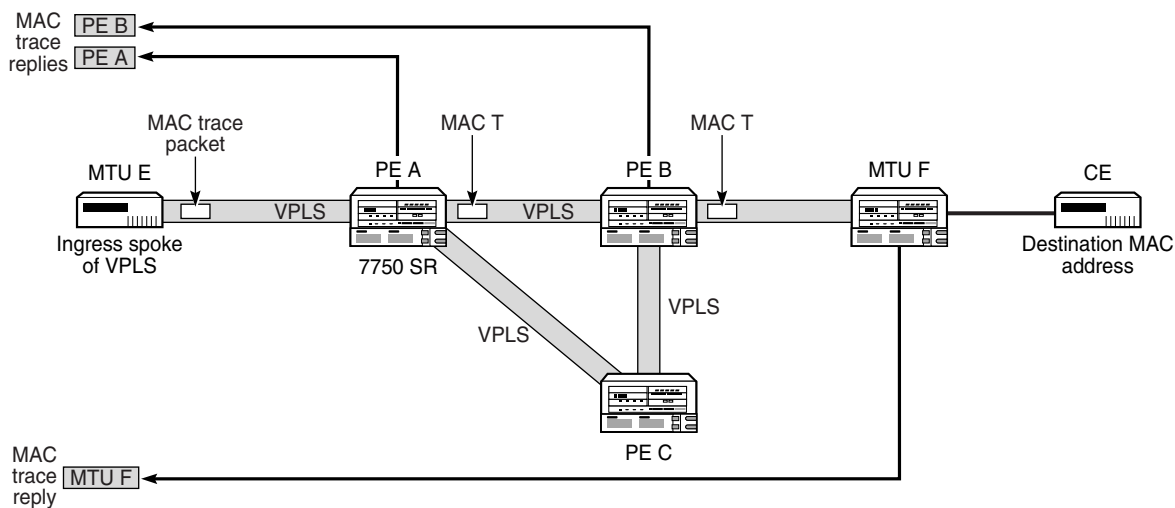 MAC
trace
replies
PE B
PE A
MAC trace
packet
MAC T
MAC T
MTU E
PE A
PE B
MTU F
CE
VPLS
VPLS
Ingress spoke
of VPLS
7750 SR
Destination MAC
address
VPLS
VPLS
PE C
MAC
trace
reply
MTU F